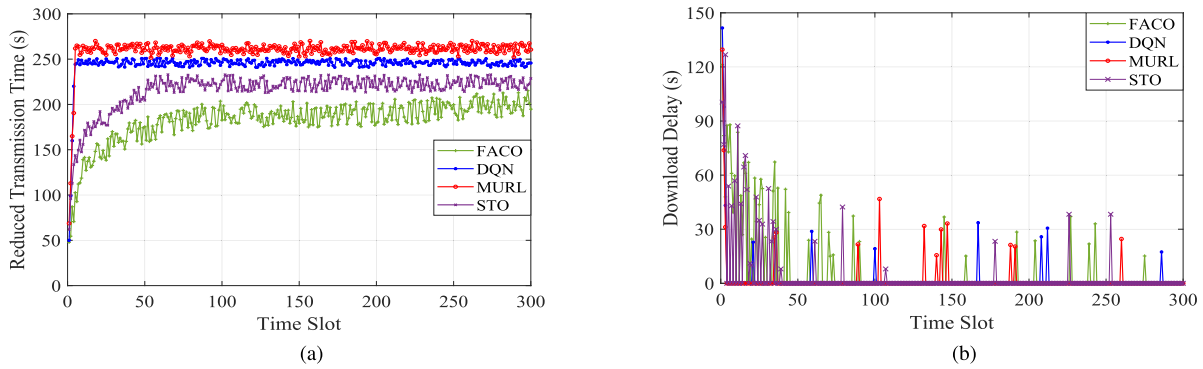 Reduced Transmission Time (s)
300
250
200
150
100
50
0
0 50 100 150 200 250 300
Time Slot
FACO
DQN
MURL
STO
(a)
Download Delay (s)
150
120
90
60
30
0
0 50 100 150 200 250 300
Time Slot
FACO
DQN
MURL
STO
(b)